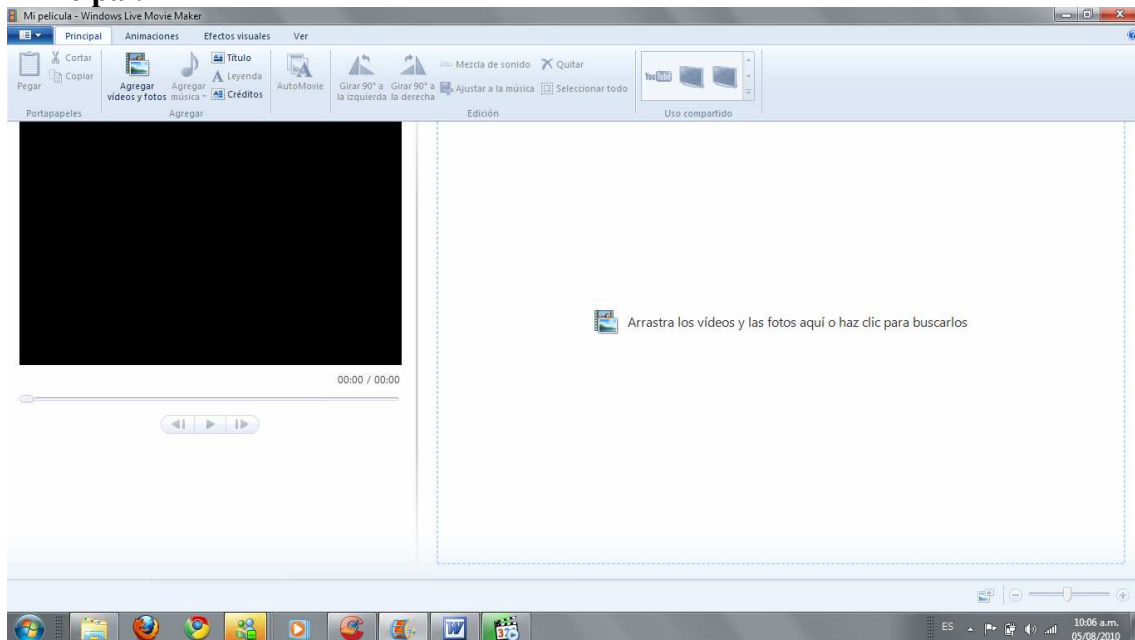 Mi película - Windows Live Movie Maker
Principal Animaciones Efectos visuales Ver
Pegar
Cortar
Copiar
Portapapeles
Agregar vídeos y fotos
Agregar música
Título
Leyenda
Créditos
Agregar
AutoMovie
Girar 90° a la izquierda
Girar 90° a la derecha
Mezcla de sonido
Quitar
Ajustar a la música
Seleccionar todo
Edición
YouTube
Uso compartido
Arrastra los vídeos y las fotos aquí o haz clic para buscarlos
00:00 / 00:00
ES
10:06 a.m.
05/08/2010